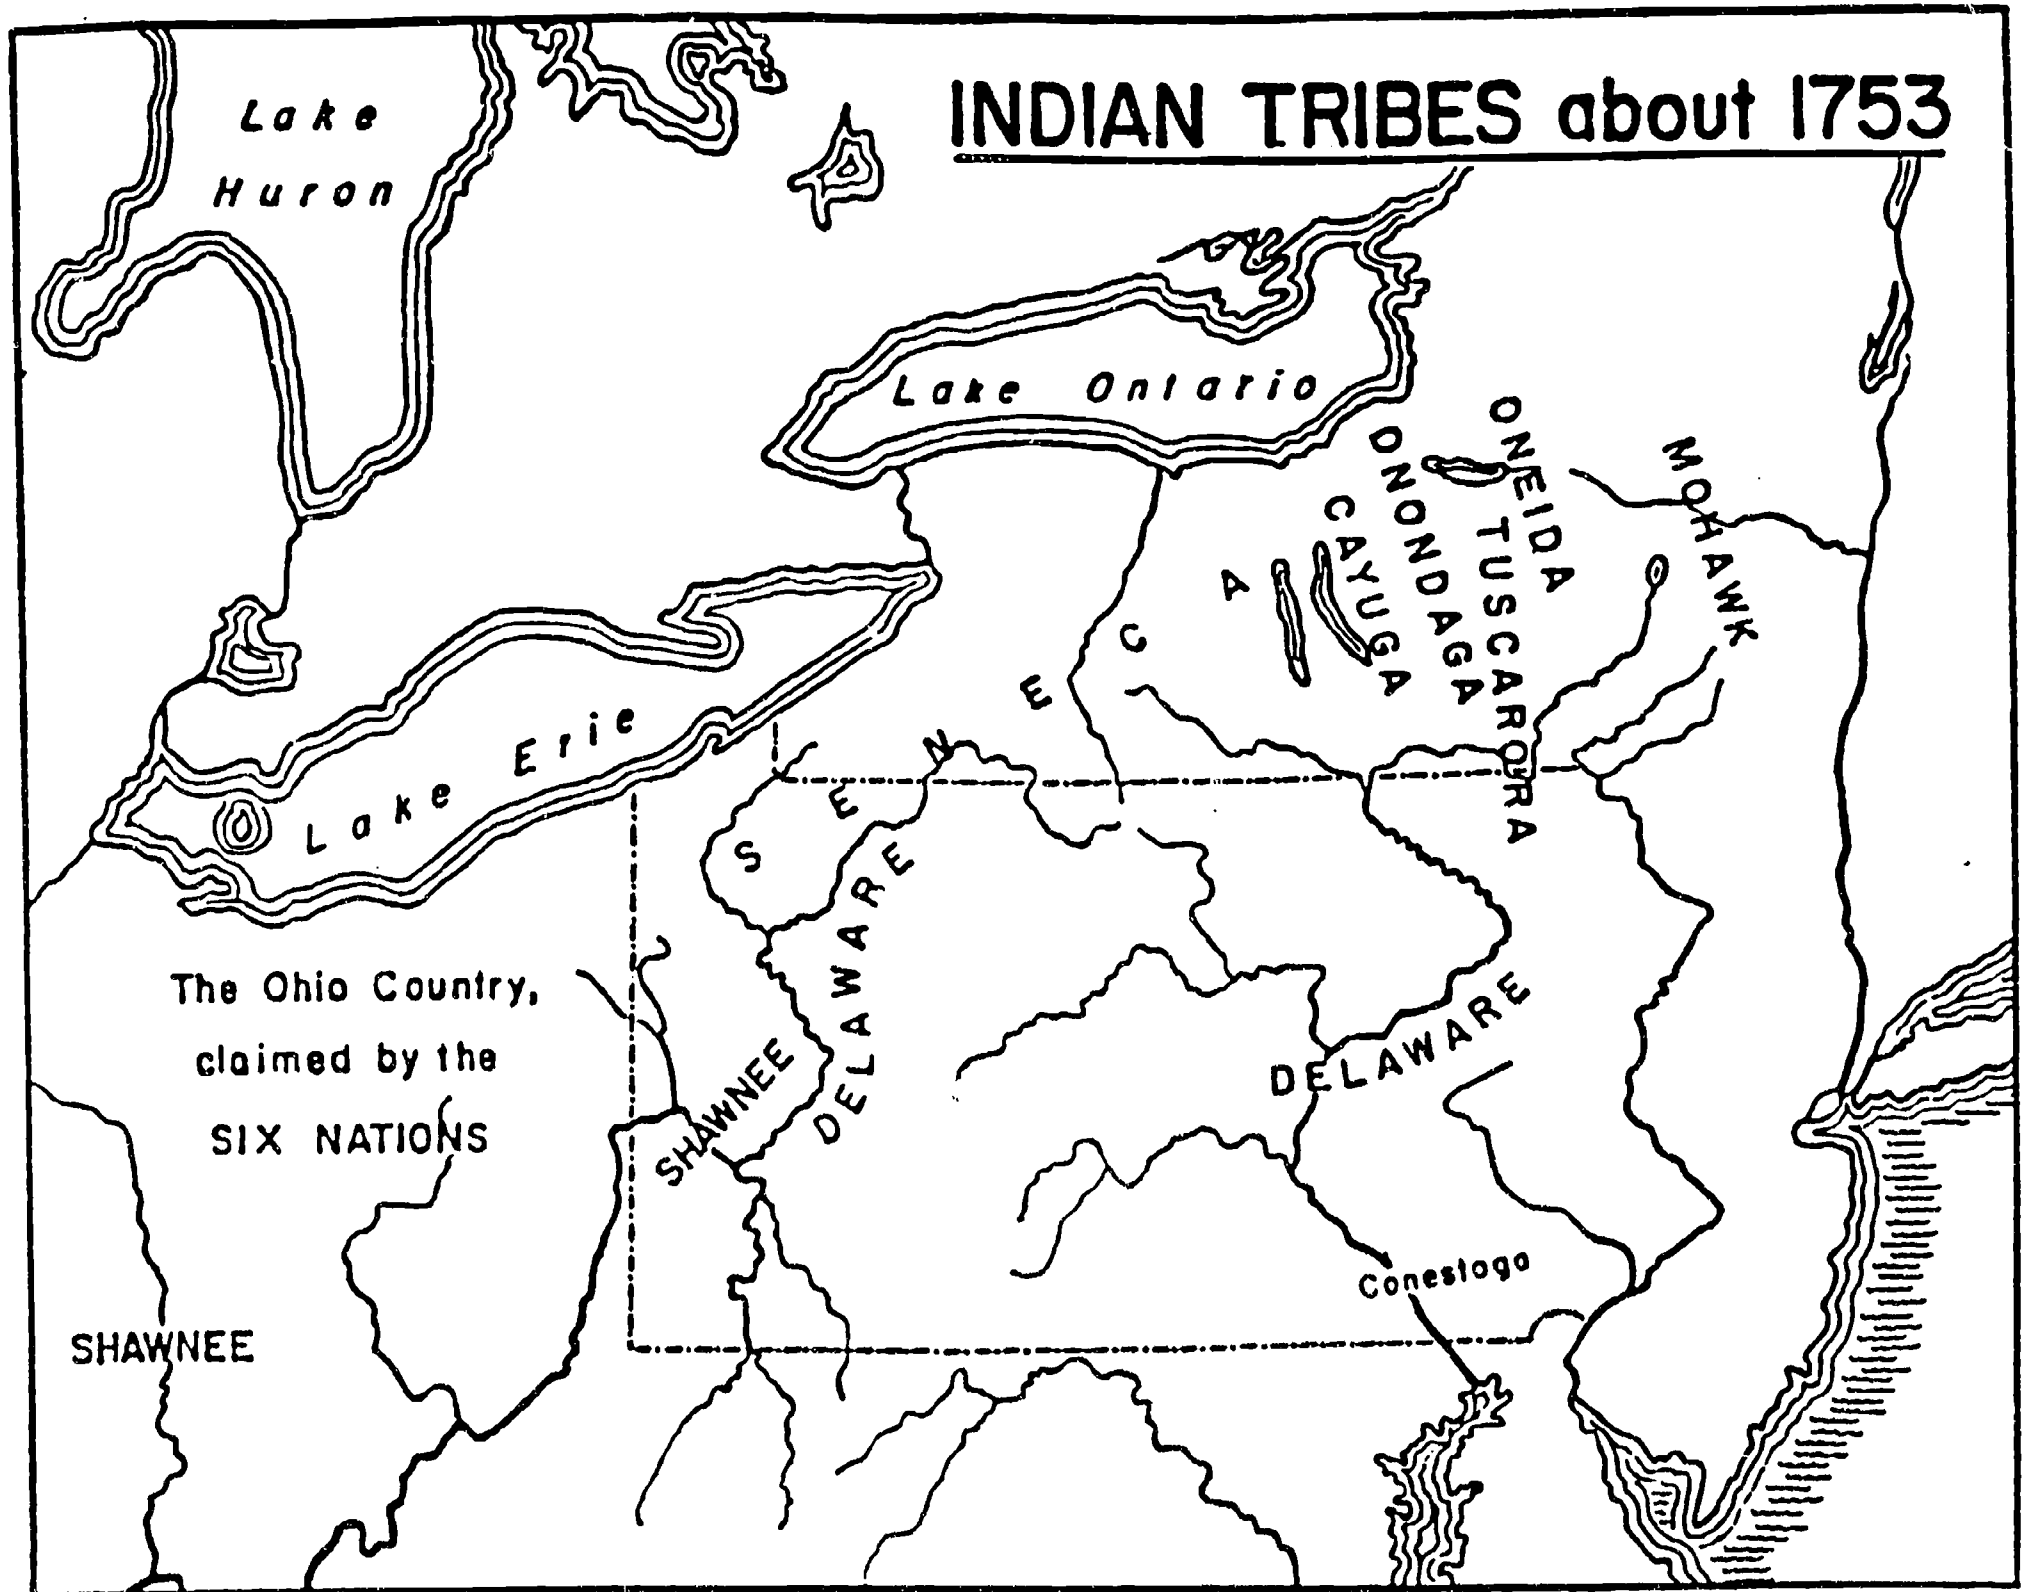 INDIAN TRIBES about 1753
Lake
Huron
Lake Ontario
ONEIDA
ONONDAGA
MOHAWK
CAYUGA
TUSCARORA
SENECA
Lake Erie
DELAWARE
The Ohio Country,
claimed by the
SIX NATIONS
SHAWNEE
DELAWARE
Conestoga
SHAWNEE